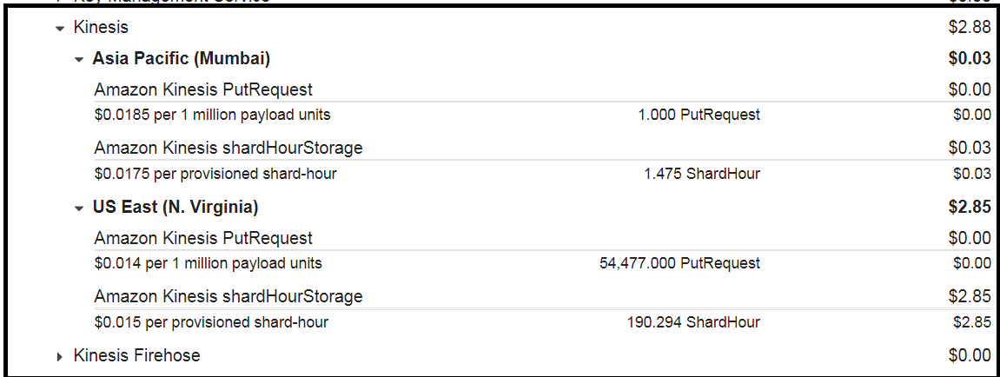 Kinesis $2.88
Asia Pacific (Mumbai) $0.03
Amazon Kinesis PutRequest $0.00
$0.0185 per 1 million payload units 1.000 PutRequest $0.00
Amazon Kinesis shardHourStorage $0.03
$0.0175 per provisioned shard-hour 1.475 ShardHour $0.03
US East (N. Virginia) $2.85
Amazon Kinesis PutRequest $0.00
$0.014 per 1 million payload units 54,477.000 PutRequest $0.00
Amazon Kinesis shardHourStorage $2.85
$0.015 per provisioned shard-hour 190.294 ShardHour $2.85
Kinesis Firehose $0.00